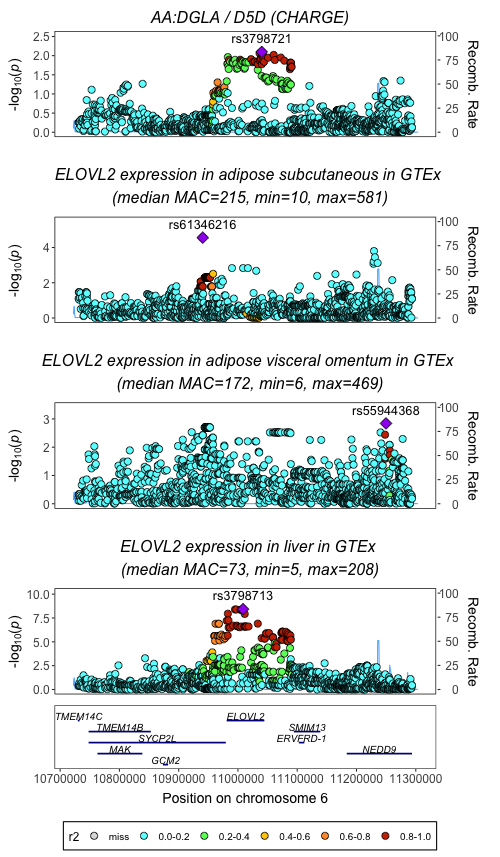 AA:DGLA / D5D (CHARGE)
rs3798721
-log10(p)
2.5
2.0
1.5
1.0
0.5
0.0
100
75
50
25
0
Recomb. Rate
ELOVL2 expression in adipose subcutaneous in GTEx
(median MAC=215, min=10, max=581)
rs61346216
-log10(p)
4
2
0
100
75
50
25
0
Recomb. Rate
ELOVL2 expression in adipose visceral omentum in GTEx
(median MAC=172, min=6, max=469)
rs55944368
-log10(p)
3
2
1
0
100
75
50
25
0
Recomb. Rate
ELOVL2 expression in liver in GTEx
(median MAC=73, min=5, max=208)
rs3798713
-log10(p)
10.0
7.5
5.0
2.5
0.0
100
75
50
25
0
Recomb. Rate
TMEM14C ELOVL2
TMEM14B SMIM13
SYCP2L ERVFRD-1
MAK NEDD9
GCM2
10700000 10800000 10900000 11000000 11100000 11200000 11300000
Position on chromosome 6
r2 miss 0.0-0.2 0.2-0.4 0.4-0.6 0.6-0.8 0.8-1.0